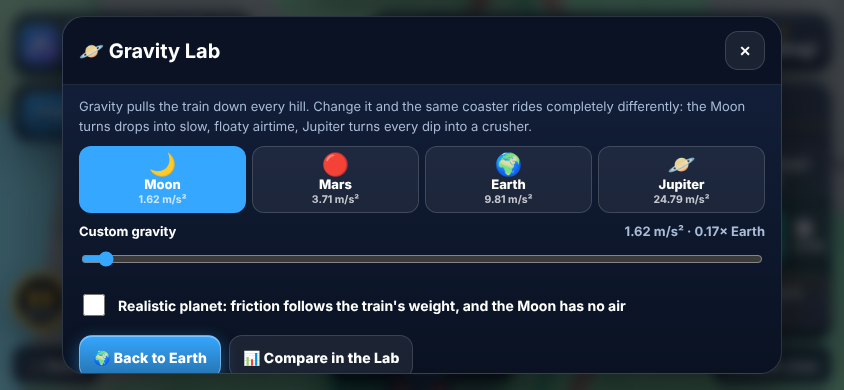 🪐 Gravity Lab
×
Gravity pulls the train down every hill. Change it and the same coaster rides completely differently: the Moon
turns drops into slow, floaty airtime, Jupiter turns every dip into a crusher.
Moon
1.62 m/s²
Mars
3.71 m/s²
Earth
9.81 m/s²
Jupiter
24.79 m/s²
Custom gravity
1.62 m/s² · 0.17× Earth
Realistic planet: friction follows the train's weight, and the Moon has no air
🌍 Back to Earth
📊 Compare in the Lab